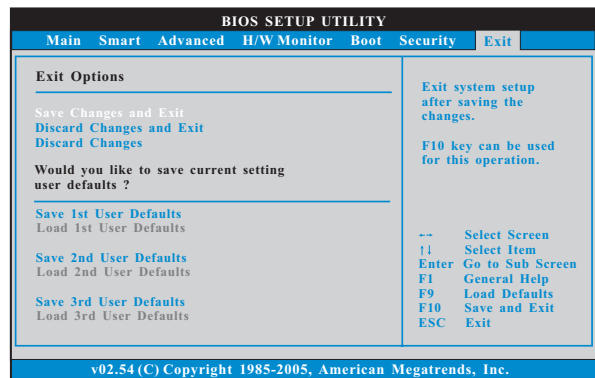 BIOS SETUP UTILITY
Main Smart Advanced H/W Monitor Boot Security Exit
Exit Options
Save Changes and Exit
Discard Changes and Exit
Discard Changes
Would you like to save current setting
user defaults ?
Save 1st User Defaults
Load 1st User Defaults
Save 2nd User Defaults
Load 2nd User Defaults
Save 3rd User Defaults
Load 3rd User Defaults
Exit system setup
after saving the
changes.
F10 key can be used
for this operation.
←→ Select Screen
↑↓ Select Item
Enter Go to Sub Screen
F1 General Help
F9 Load Defaults
F10 Save and Exit
ESC Exit
v02.54 (C) Copyright 1985-2005, American Megatrends, Inc.